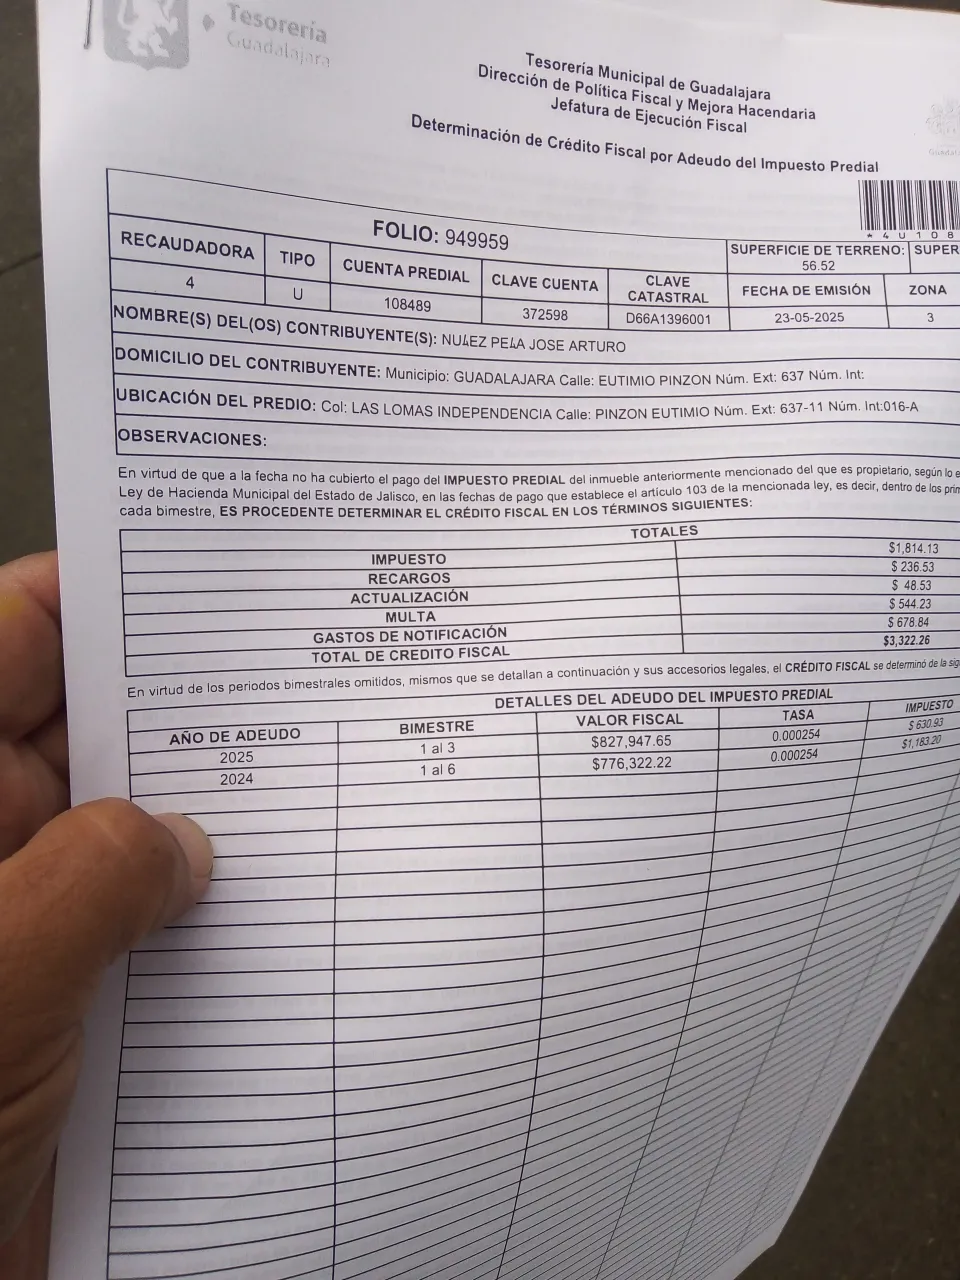 Tesorería
Guadalajara
Tesorería Municipal de Guadalajara
Dirección de Política Fiscal y Mejora Hacendaria
Jefatura de Ejecución Fiscal
Determinación de Crédito Fiscal por Adeudo del Impuesto Predial
* 4 U 1 0 8
FOLIO: 949959
SUPERFICIE DE TERRENO: SUPER
56.52
RECAUDADORA TIPO CUENTA PREDIAL CLAVE CUENTA CLAVE CATASTRAL FECHA DE EMISIÓN ZONA
4 U 108489 372598 D66A1396001 23-05-2025 3
NOMBRE(S) DEL(OS) CONTRIBUYENTE(S): NUŁEZ PEŁA JOSE ARTURO
DOMICILIO DEL CONTRIBUYENTE: Municipio: GUADALAJARA Calle: EUTIMIO PINZON Núm. Ext: 637 Núm. Int:
UBICACIÓN DEL PREDIO: Col: LAS LOMAS INDEPENDENCIA Calle: PINZON EUTIMIO Núm. Ext: 637-11 Núm. Int:016-A
OBSERVACIONES:
En virtud de que a la fecha no ha cubierto el pago del IMPUESTO PREDIAL del inmueble anteriormente mencionado del que es propietario, según lo e
Ley de Hacienda Municipal del Estado de Jalisco, en las fechas de pago que establece el artículo 103 de la mencionada ley, es decir, dentro de los prim
cada bimestre, ES PROCEDENTE DETERMINAR EL CRÉDITO FISCAL EN LOS TÉRMINOS SIGUIENTES:
TOTALES
IMPUESTO $1,814.13
RECARGOS $ 236.53
ACTUALIZACIÓN $ 48.53
MULTA $ 544.23
GASTOS DE NOTIFICACIÓN $ 678.84
TOTAL DE CREDITO FISCAL $3,322.26
En virtud de los periodos bimestrales omitidos, mismos que se detallan a continuación y sus accesorios legales, el CRÉDITO FISCAL se determinó de la sig
DETALLES DEL ADEUDO DEL IMPUESTO PREDIAL
AÑO DE ADEUDO BIMESTRE VALOR FISCAL TASA IMPUESTO
2025 1 al 3 $827,947.65 0.000254 $ 630.93
2024 1 al 6 $776,322.22 0.000254 $1,183.20